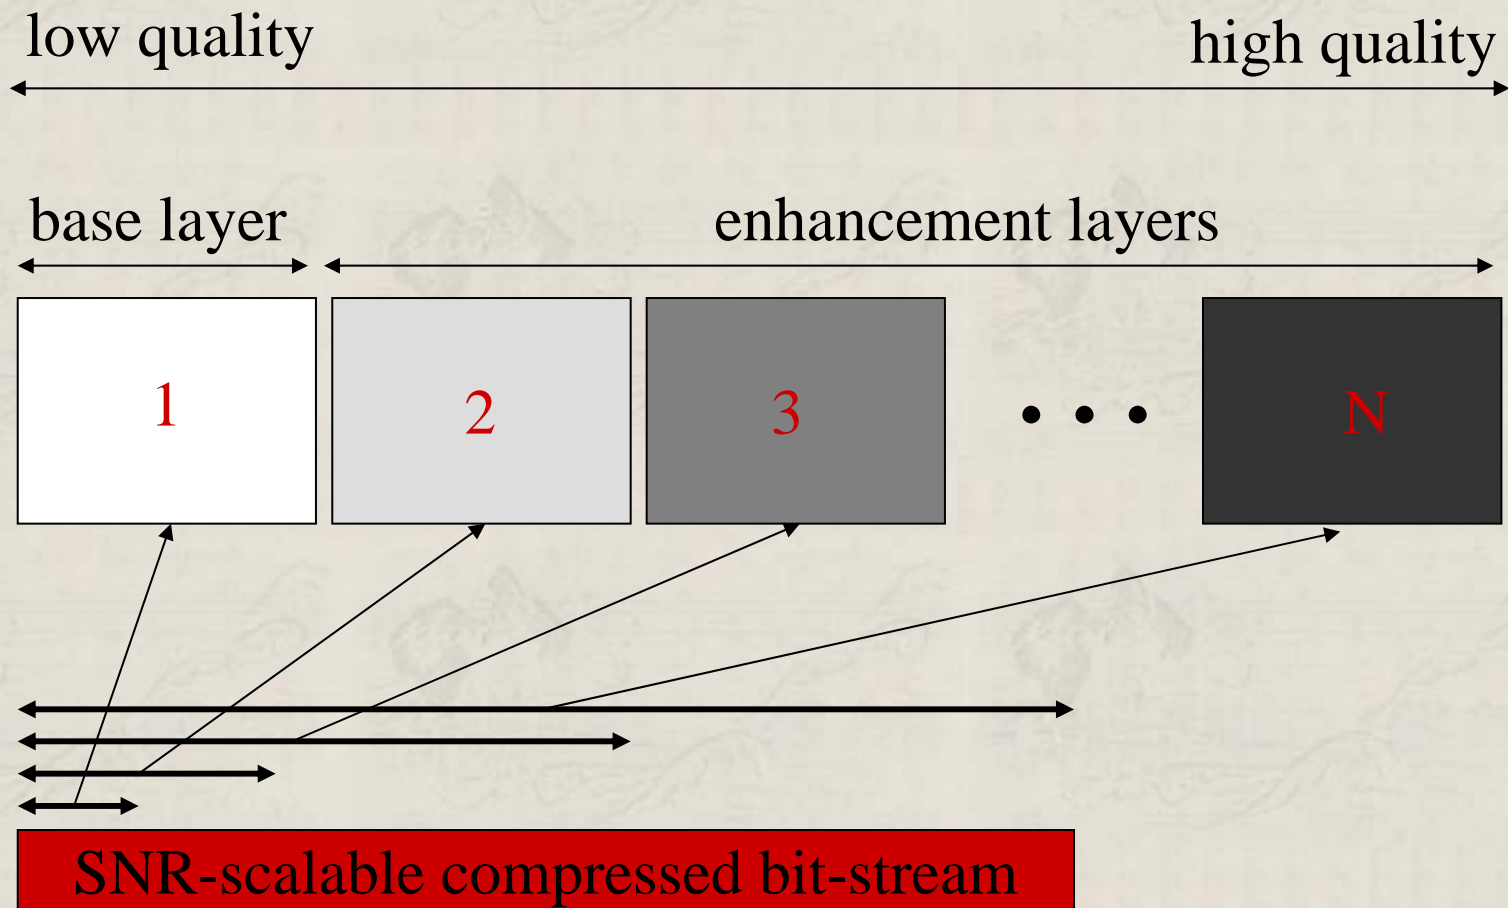 low quality
high quality
base layer
enhancement layers
1
2
3
• • •
N
SNR-scalable compressed bit-stream